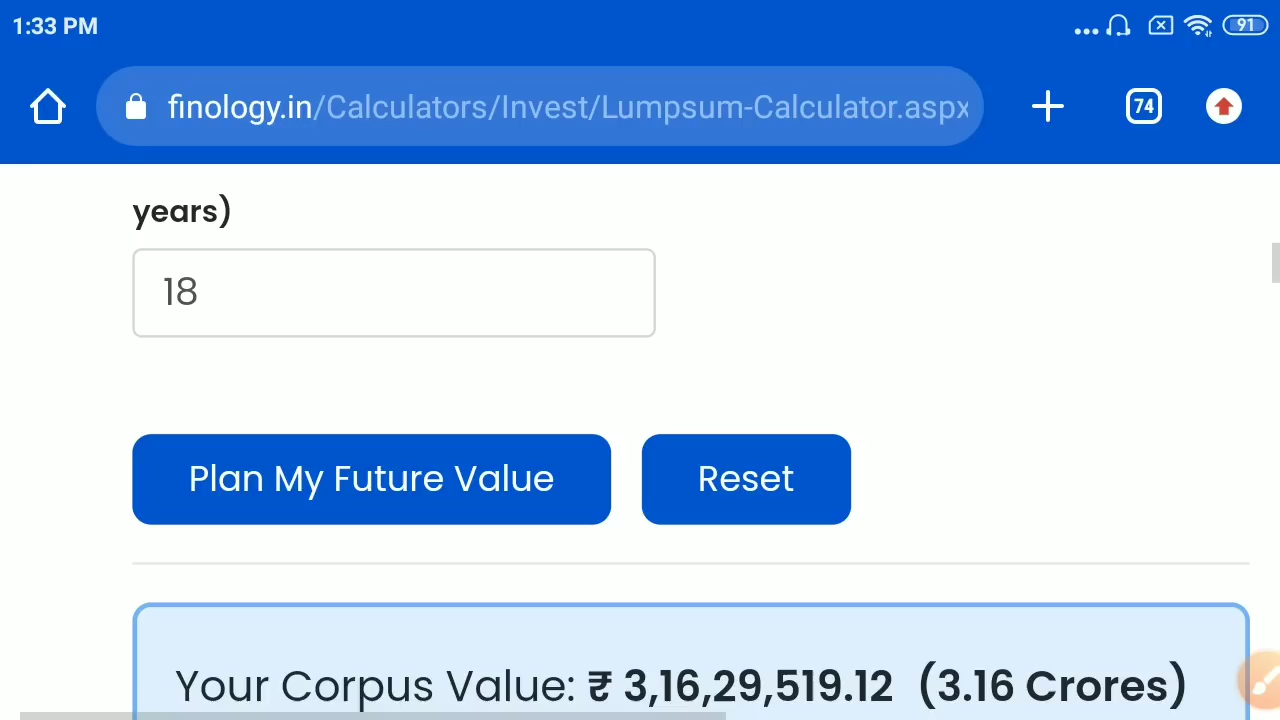 1:33 PM
91
finology.in/Calculators/Invest/Lumpsum-Calculator.aspx
74
years)
18
Plan My Future Value
Reset
Your Corpus Value: ₹ 3,16,29,519.12 (3.16 Crores)